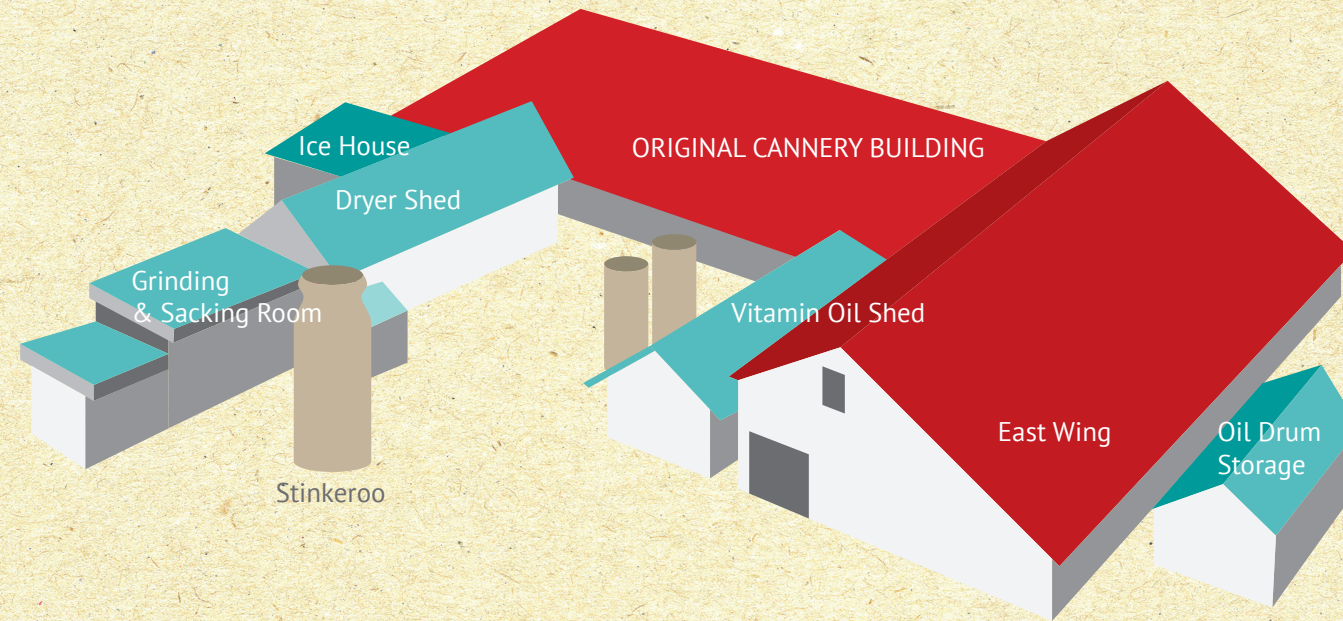 Ice House
ORIGINAL CANNERY BUILDING
Dryer Shed
Grinding
& Sacking Room
Vitamin Oil Shed
East Wing
Oil Drum
Storage
Stinkeroo